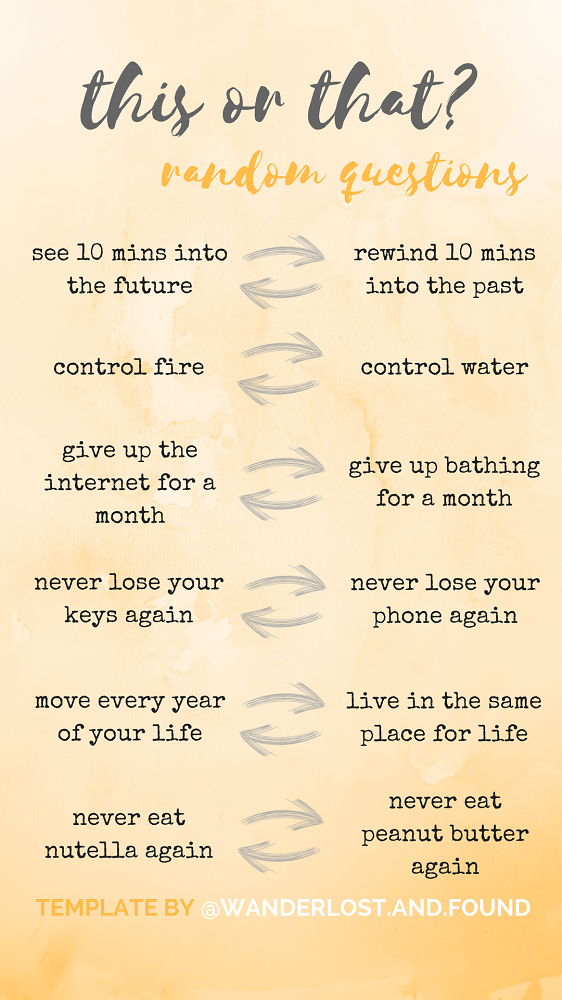 this or that?
random questions
see 10 mins into
the future
rewind 10 mins
into the past
control fire
control water
give up the
internet for a
month
give up bathing
for a month
never lose your
keys again
never lose your
phone again
move every year
of your life
live in the same
place for life
never eat
nutella again
never eat
peanut butter
again
TEMPLATE BY @WANDERLOST.AND.FOUND